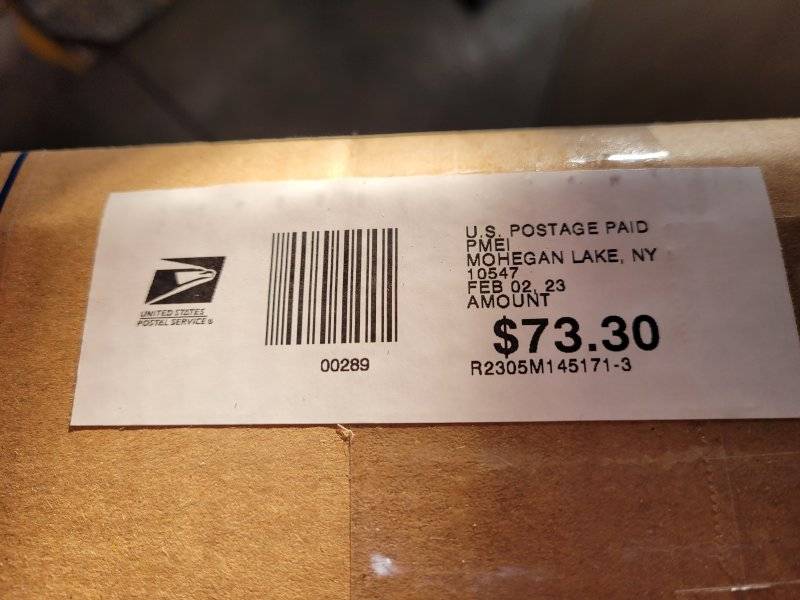 UNITED STATES
POSTAL SERVICE®
00289
U.S. POSTAGE PAID
PMEI
MOHEGAN LAKE, NY
10547
FEB 02, 23
AMOUNT
$73.30
R2305M145171-3